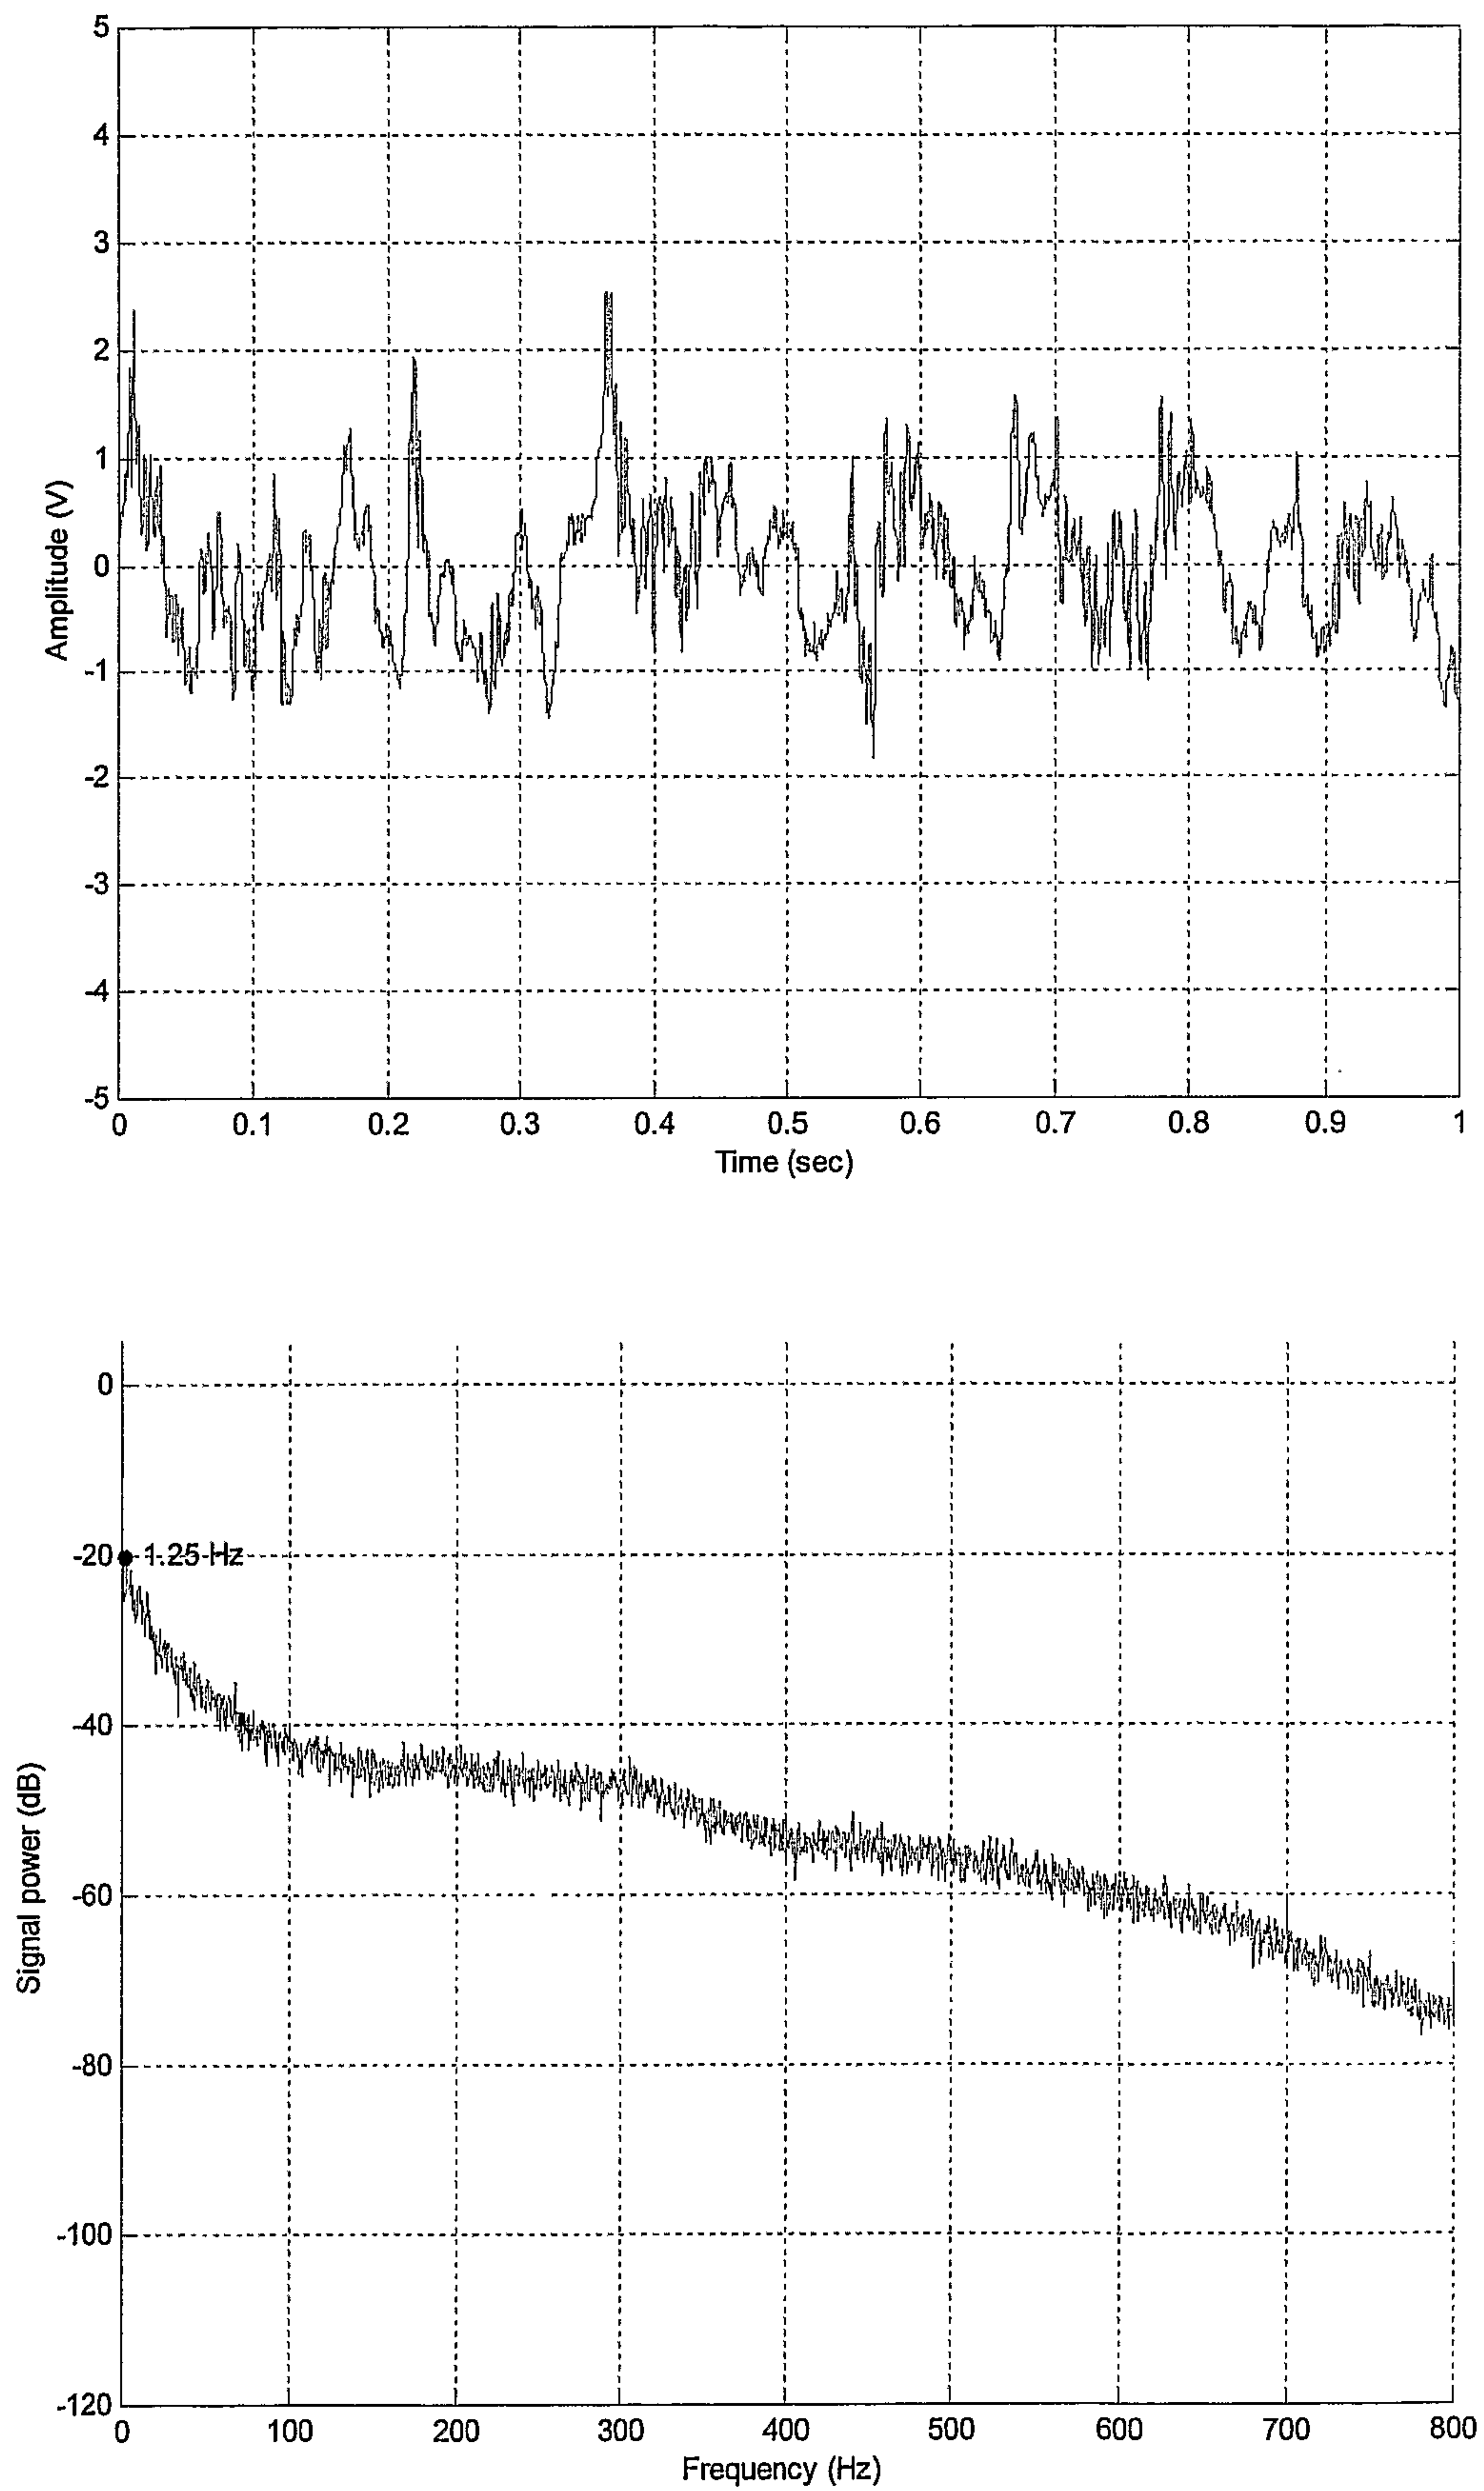 5
4
3
2
1
0
-1
-2
-3
-4
-5
Amplitude (V)
0 0.1 0.2 0.3 0.4 0.5 0.6 0.7 0.8 0.9 1
Time (sec)
0
-20
-40
-60
-80
-100
-120
1.25 Hz
Signal power (dB)
0 100 200 300 400 500 600 700 800
Frequency (Hz)